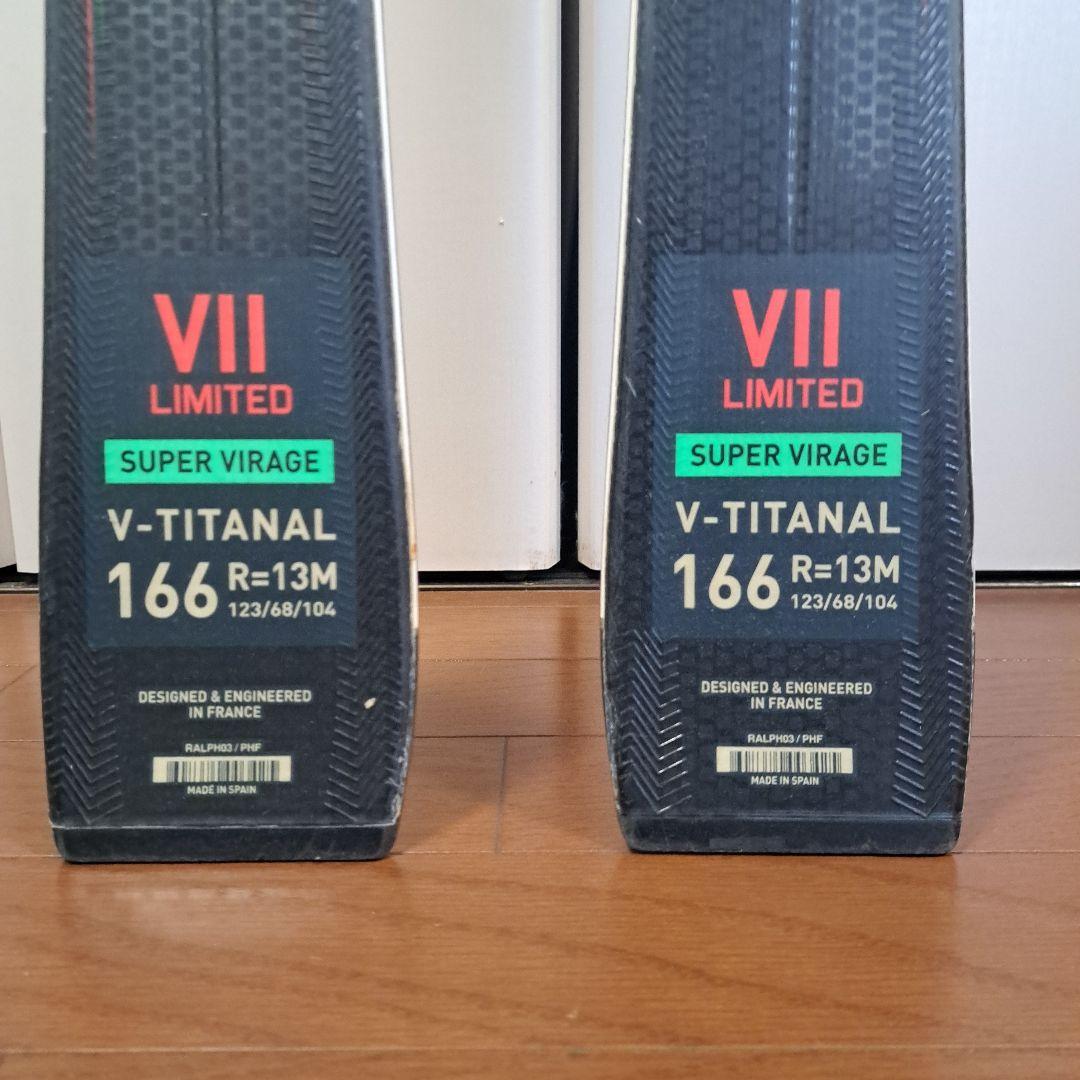 VII
LIMITED
SUPER VIRAGE
V-TITANAL
166 R=13M
123/68/104
DESIGNED & ENGINEERED
IN FRANCE
RALPH03/PHF
MADE IN SPAIN
VII
LIMITED
SUPER VIRAGE
V-TITANAL
166 R=13M
123/68/104
DESIGNED & ENGINEERED
IN FRANCE
RALPH03/PHF
MADE IN SPAIN